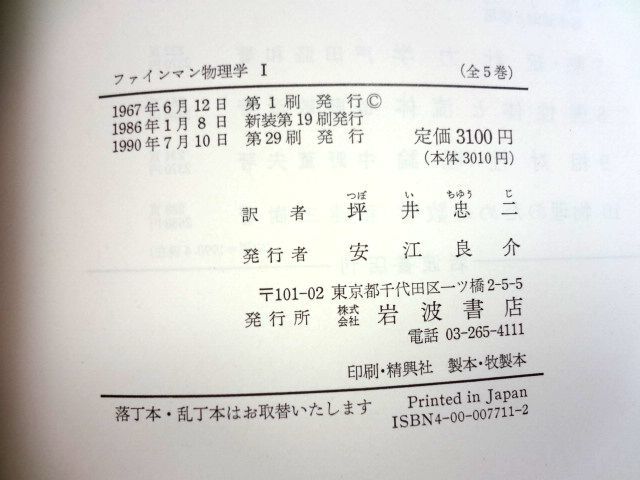 ファインマン物理学 I (全5巻)
1967年6月12日 第1刷 発行©
1986年1月8日 新装第19刷発行
1990年7月10日 第29刷 発行 定価3100円
(本体3010円)
つぼ い ちゆう じ
訳者 坪井忠二
発行者 安江良介
〒101-02 東京都千代田区一ツ橋2-5-5
発行所 株式会社 岩波書店
電話 03-265-4111
印刷・精興社 製本・牧製本
落丁本・乱丁本はお取替いたします Printed in Japan
ISBN4-00-007711-2